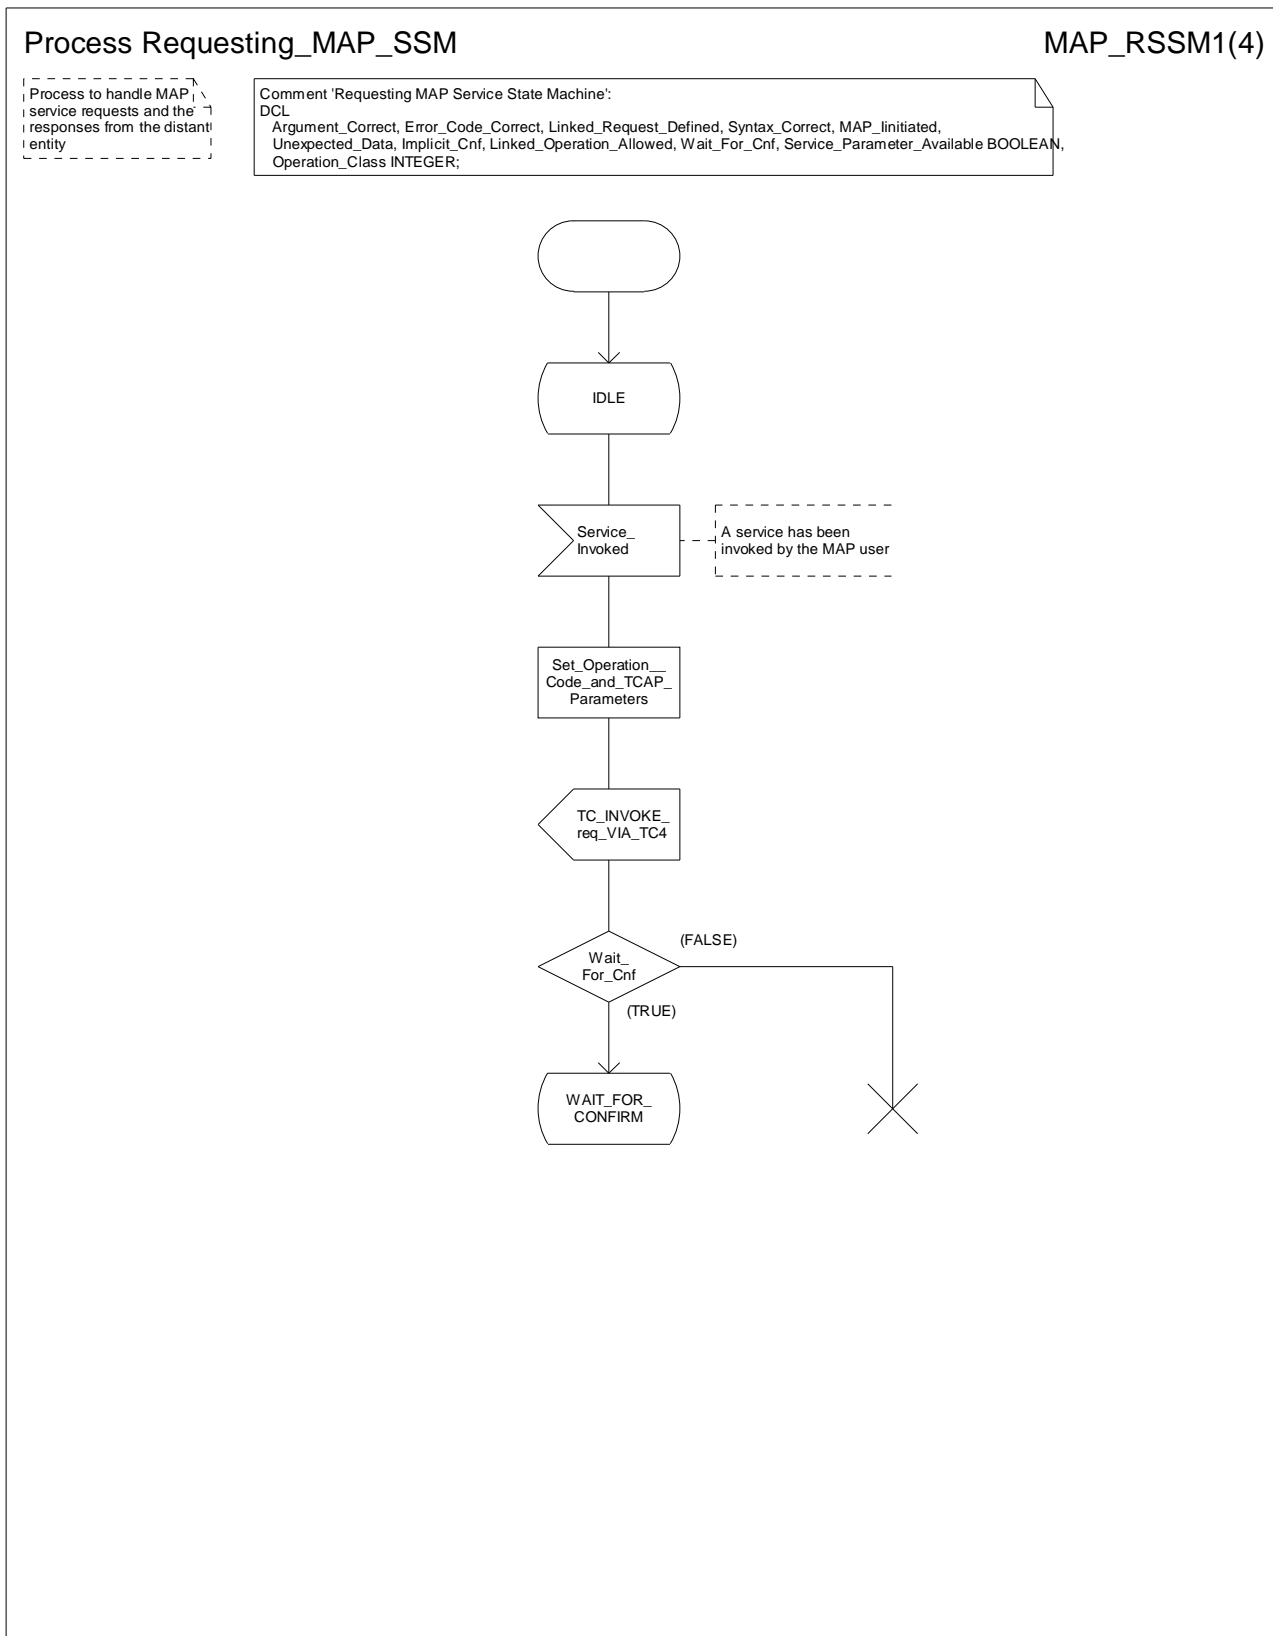 Process Requesting_MAP_SSM
MAP_RSSM1(4)
Process to handle MAP
service requests and the
responses from the distant
entity
Comment 'Requesting MAP Service State Machine':
DCL
Argument_Correct, Error_Code_Correct, Linked_Request_Defined, Syntax_Correct, MAP_Iinitiated,
Unexpected_Data, Implicit_Cnf, Linked_Operation_Allowed, Wait_For_Cnf, Service_Parameter_Available BOOLEAN,
Operation_Class INTEGER;
IDLE
Service_
Invoked
A service has been
invoked by the MAP user
Set_Operation__
Code_and_TCAP_
Parameters
TC_INVOKE_
req_VIA_TC4
Wait_
For_Cnf
(FALSE)
(TRUE)
WAIT_FOR_
CONFIRM